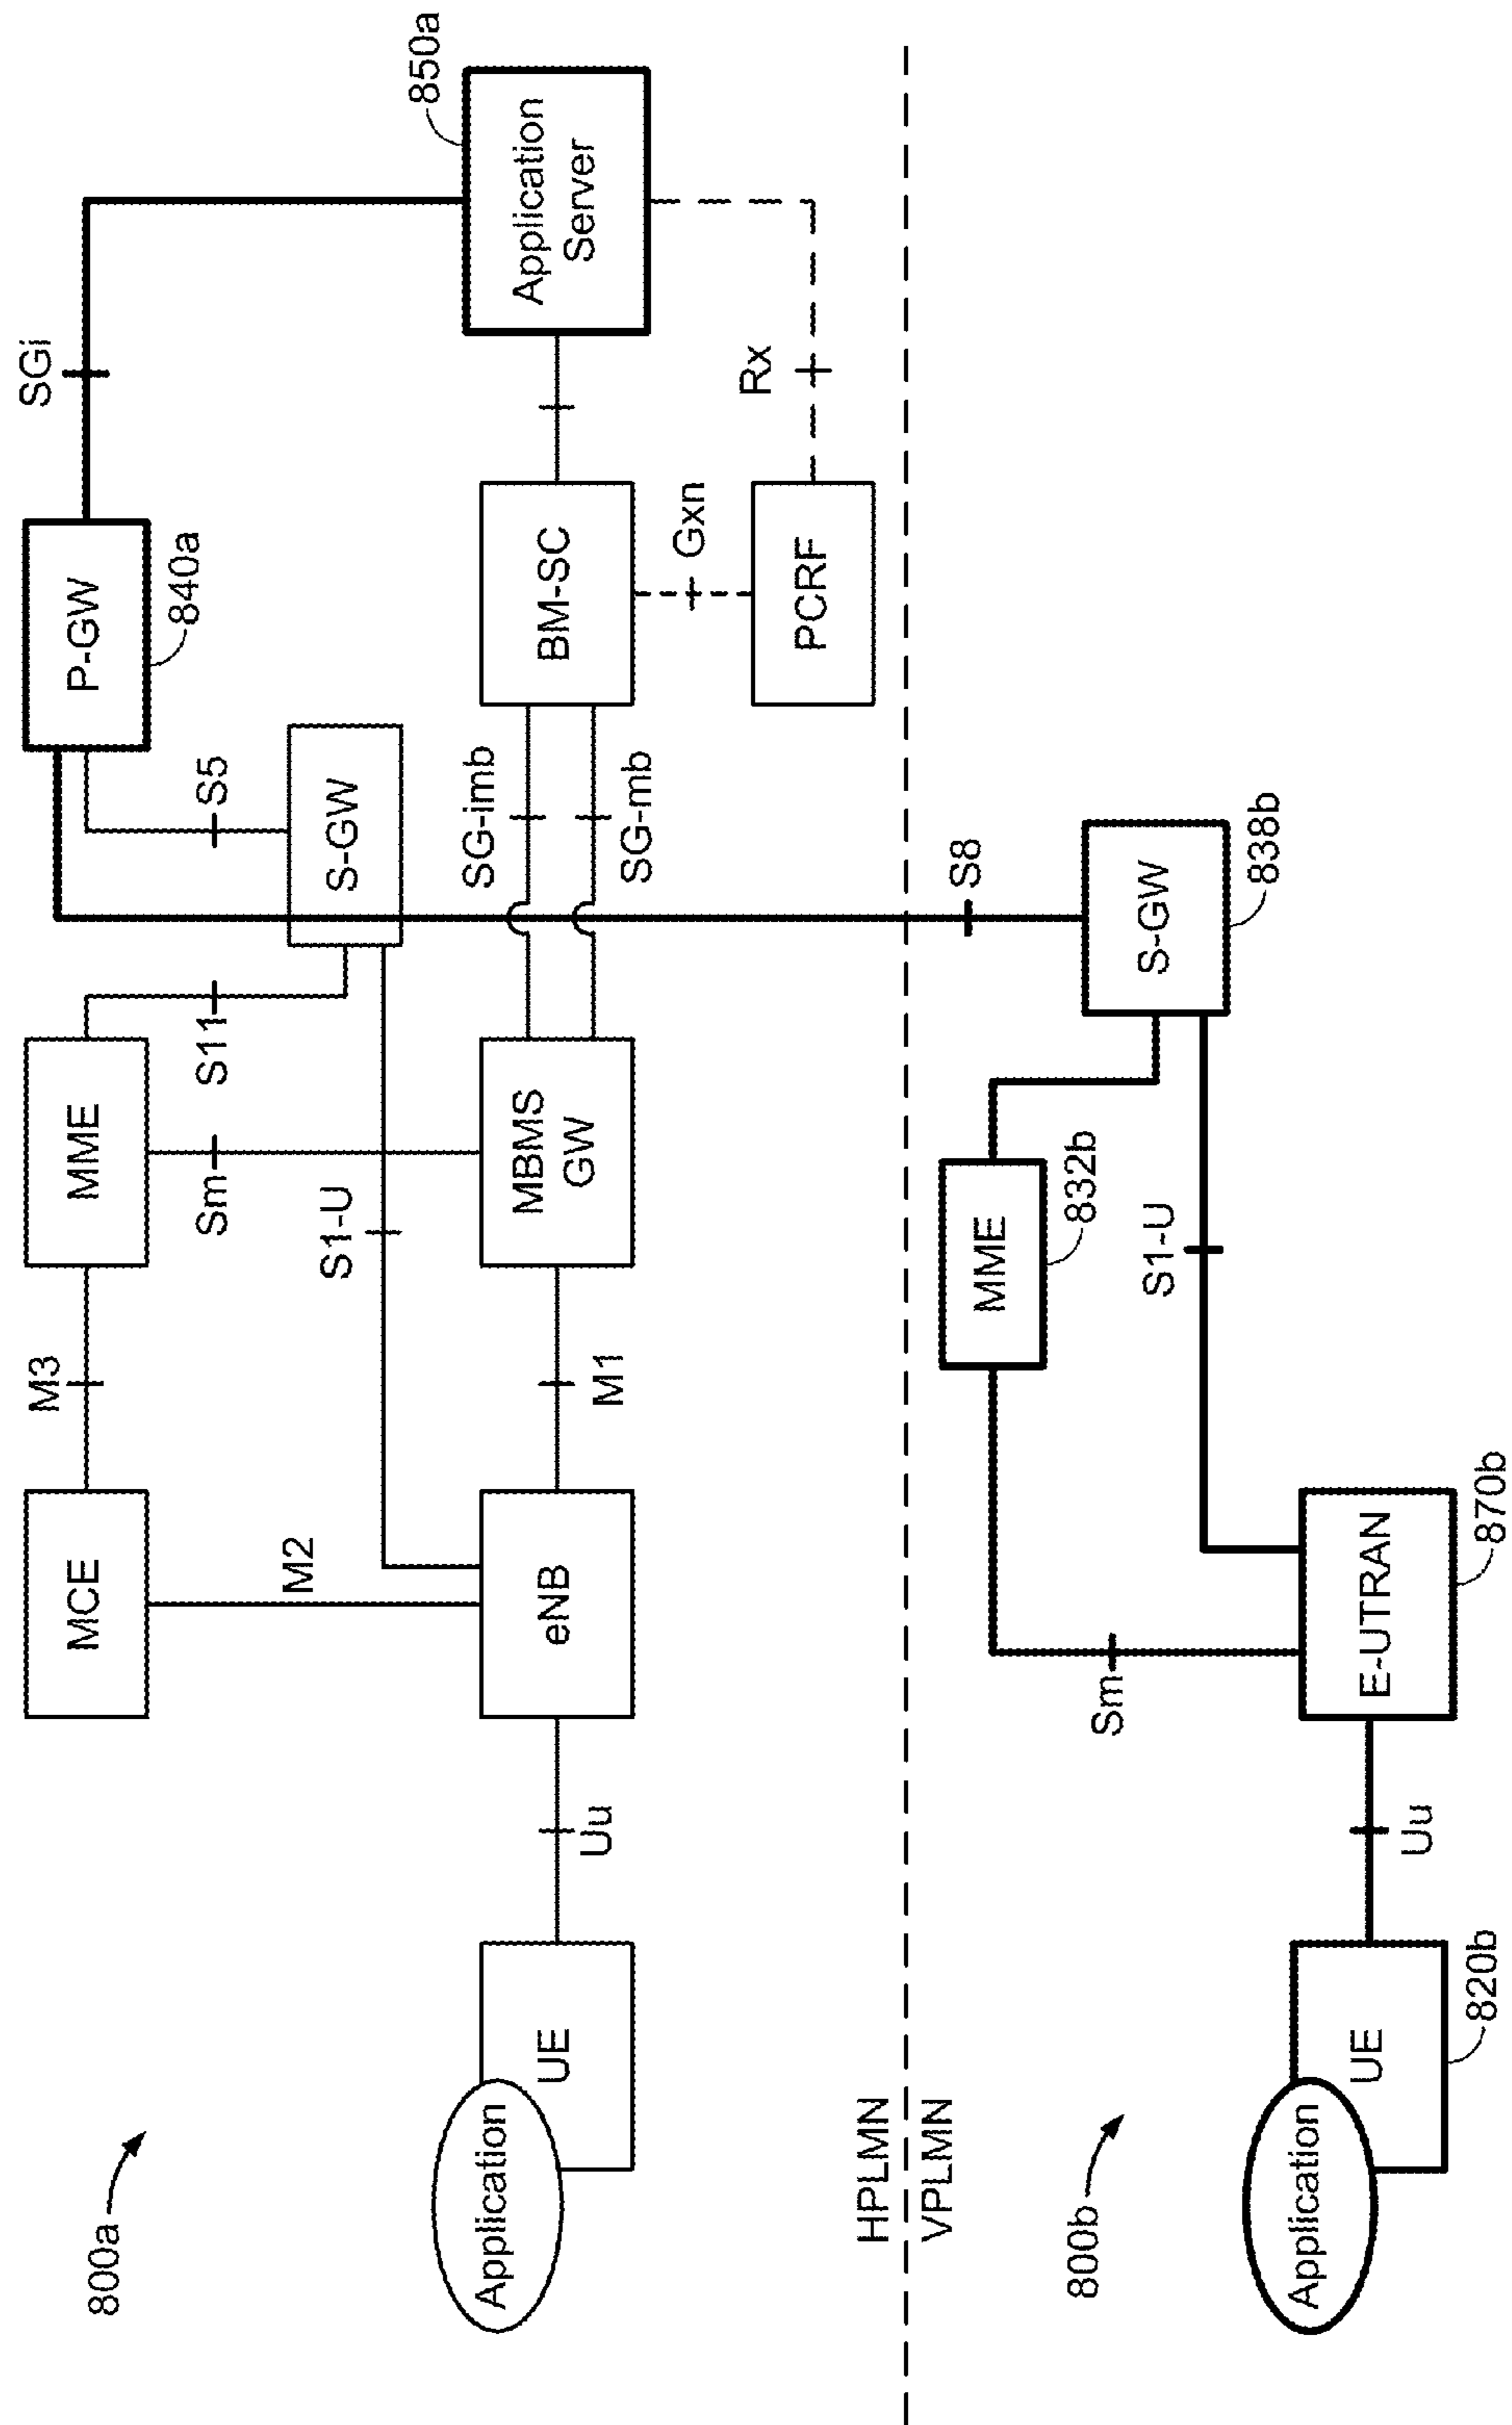 800a
MCE
M3
MME
S11
S5
P-GW
840a
SGi
M2
Sm
S-GW
S1-U
850a
Application
UE
Uu
eNB
M1
MBMS
GW
SG-imb
SG-mb
BM-SC
Application
Server
Gxn
Rx
PCRF
HPLMN
VPLMN
800b
MME
832b
S8
Sm
S1-U
S-GW
838b
Application
UE
820b
Uu
E-UTRAN
870b